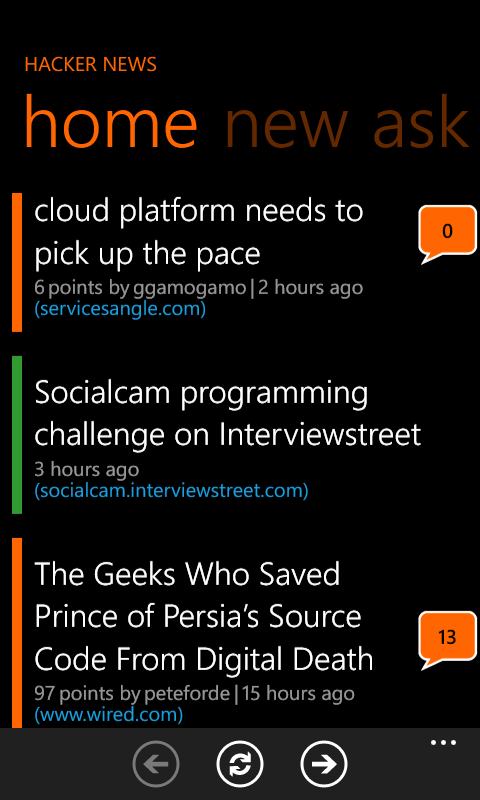 HACKER NEWS
home new ask
cloud platform needs to
pick up the pace
0
6 points by ggamogamo|2 hours ago
(servicesangle.com)
Socialcam programming
challenge on Interviewstreet
3 hours ago
(socialcam.interviewstreet.com)
The Geeks Who Saved
Prince of Persia’s Source
13
Code From Digital Death
97 points by peteforde|15 hours ago
(www.wired.com)